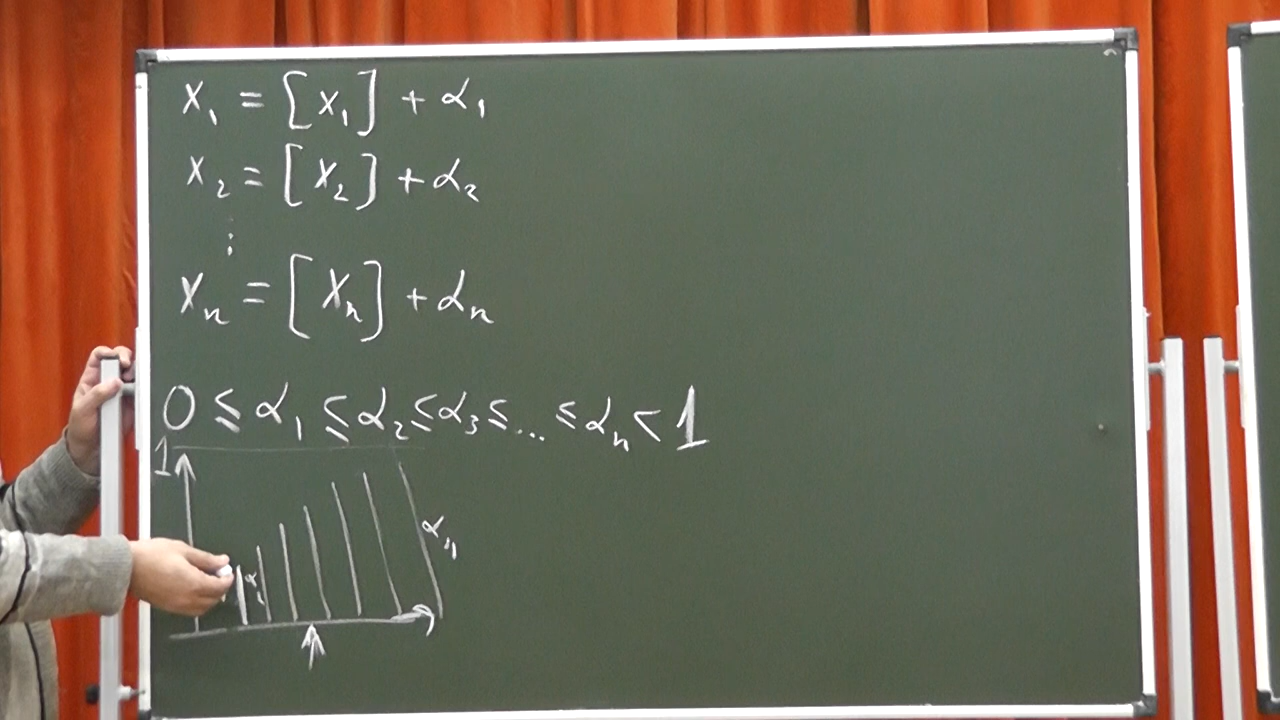 x₁ = [x₁] + α₁
x₂ = [x₂] + α₂
⋮
xₙ = [xₙ] + αₙ
0 ≤ α₁ ≤ α₂ ≤ α₃ ≤ ... ≤ αₙ < 1
1
αₙ